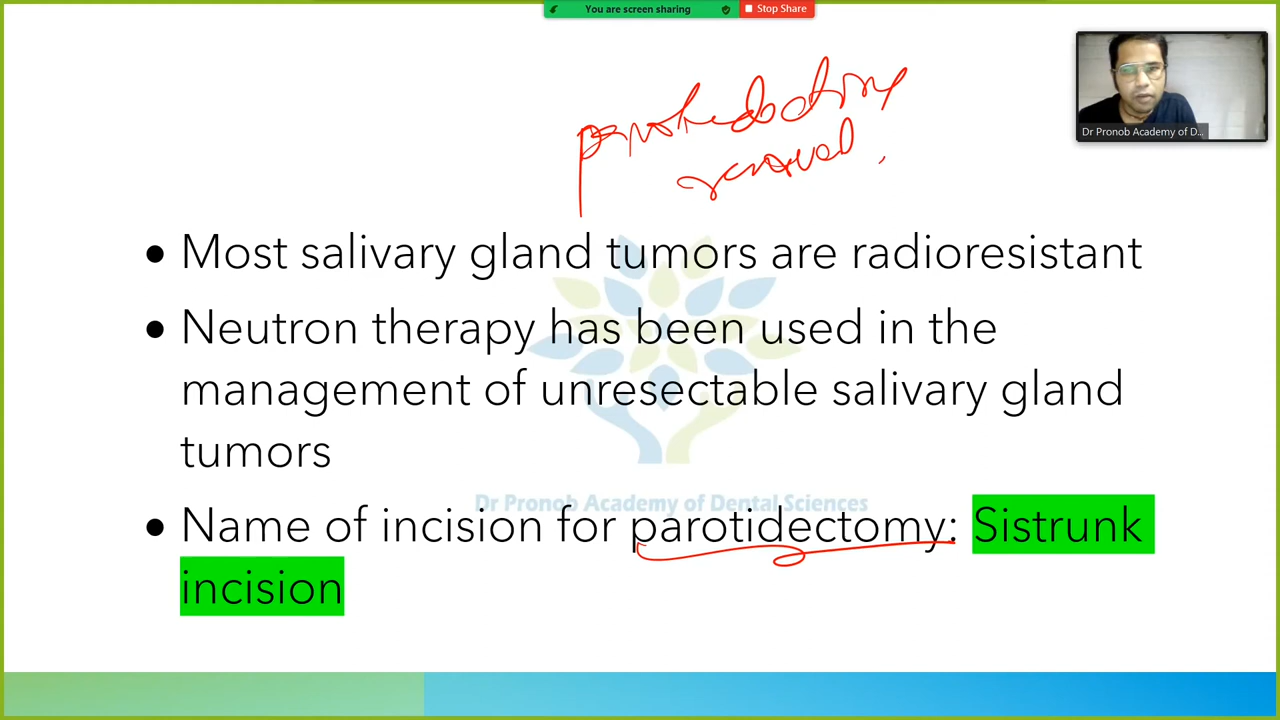 You are screen sharing
Stop Share
parotidectomy
removal
Dr Pronob Academy of D...
• Most salivary gland tumors are radioresistant
• Neutron therapy has been used in the
management of unresectable salivary gland
tumors
Dr Pronob Academy of Dental Sciences
• Name of incision for parotidectomy: Sistrunk
incision